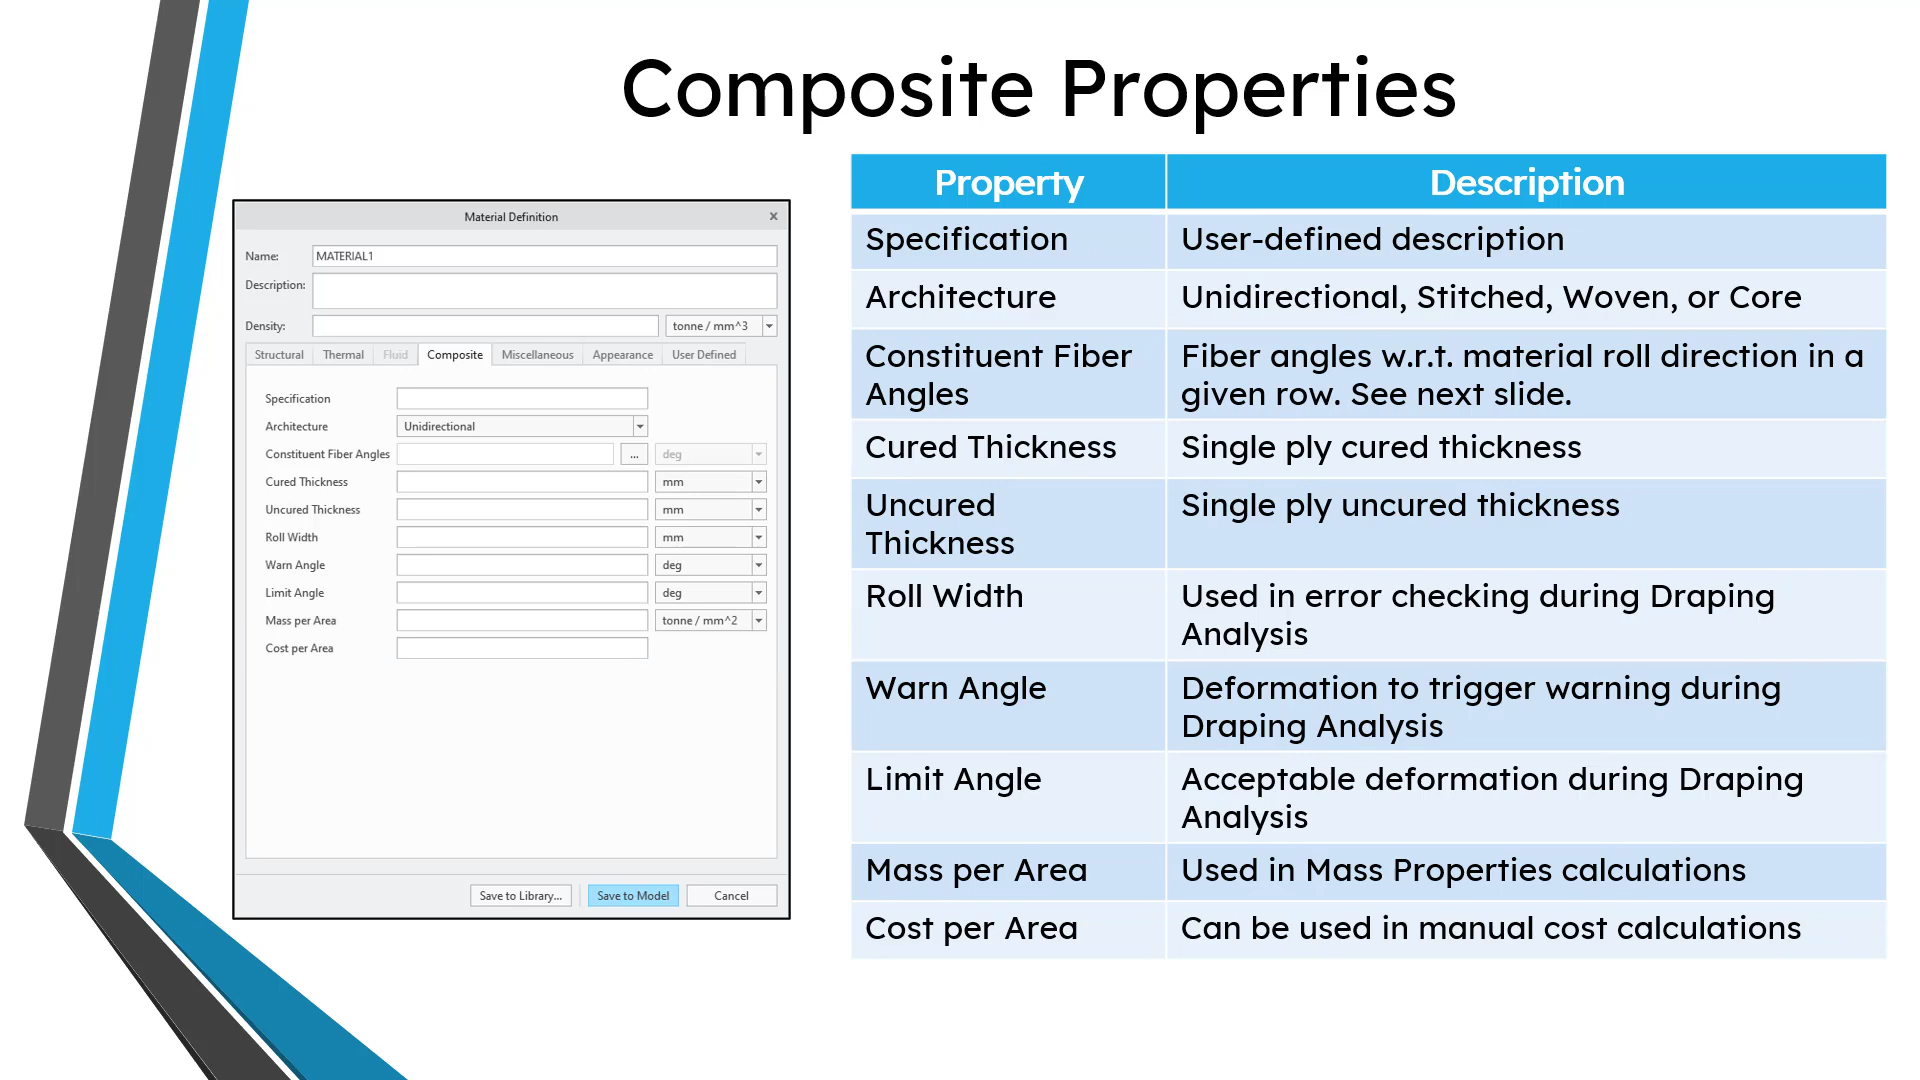 Composite Properties
Material Definition x
Name: MATERIAL1
Description:
Density: tonne / mm^3
Structural Thermal Fluid Composite Miscellaneous Appearance User Defined
Specification
Architecture Unidirectional
Constituent Fiber Angles ... deg
Cured Thickness mm
Uncured Thickness mm
Roll Width mm
Warn Angle deg
Limit Angle deg
Mass per Area tonne / mm^2
Cost per Area
Save to Library... Save to Model Cancel
Property Description
Specification User-defined description
Architecture Unidirectional, Stitched, Woven, or Core
Constituent Fiber Fiber angles w.r.t. material roll direction in a
Angles given row. See next slide.
Cured Thickness Single ply cured thickness
Uncured Single ply uncured thickness
Thickness
Roll Width Used in error checking during Draping
Analysis
Warn Angle Deformation to trigger warning during
Draping Analysis
Limit Angle Acceptable deformation during Draping
Analysis
Mass per Area Used in Mass Properties calculations
Cost per Area Can be used in manual cost calculations